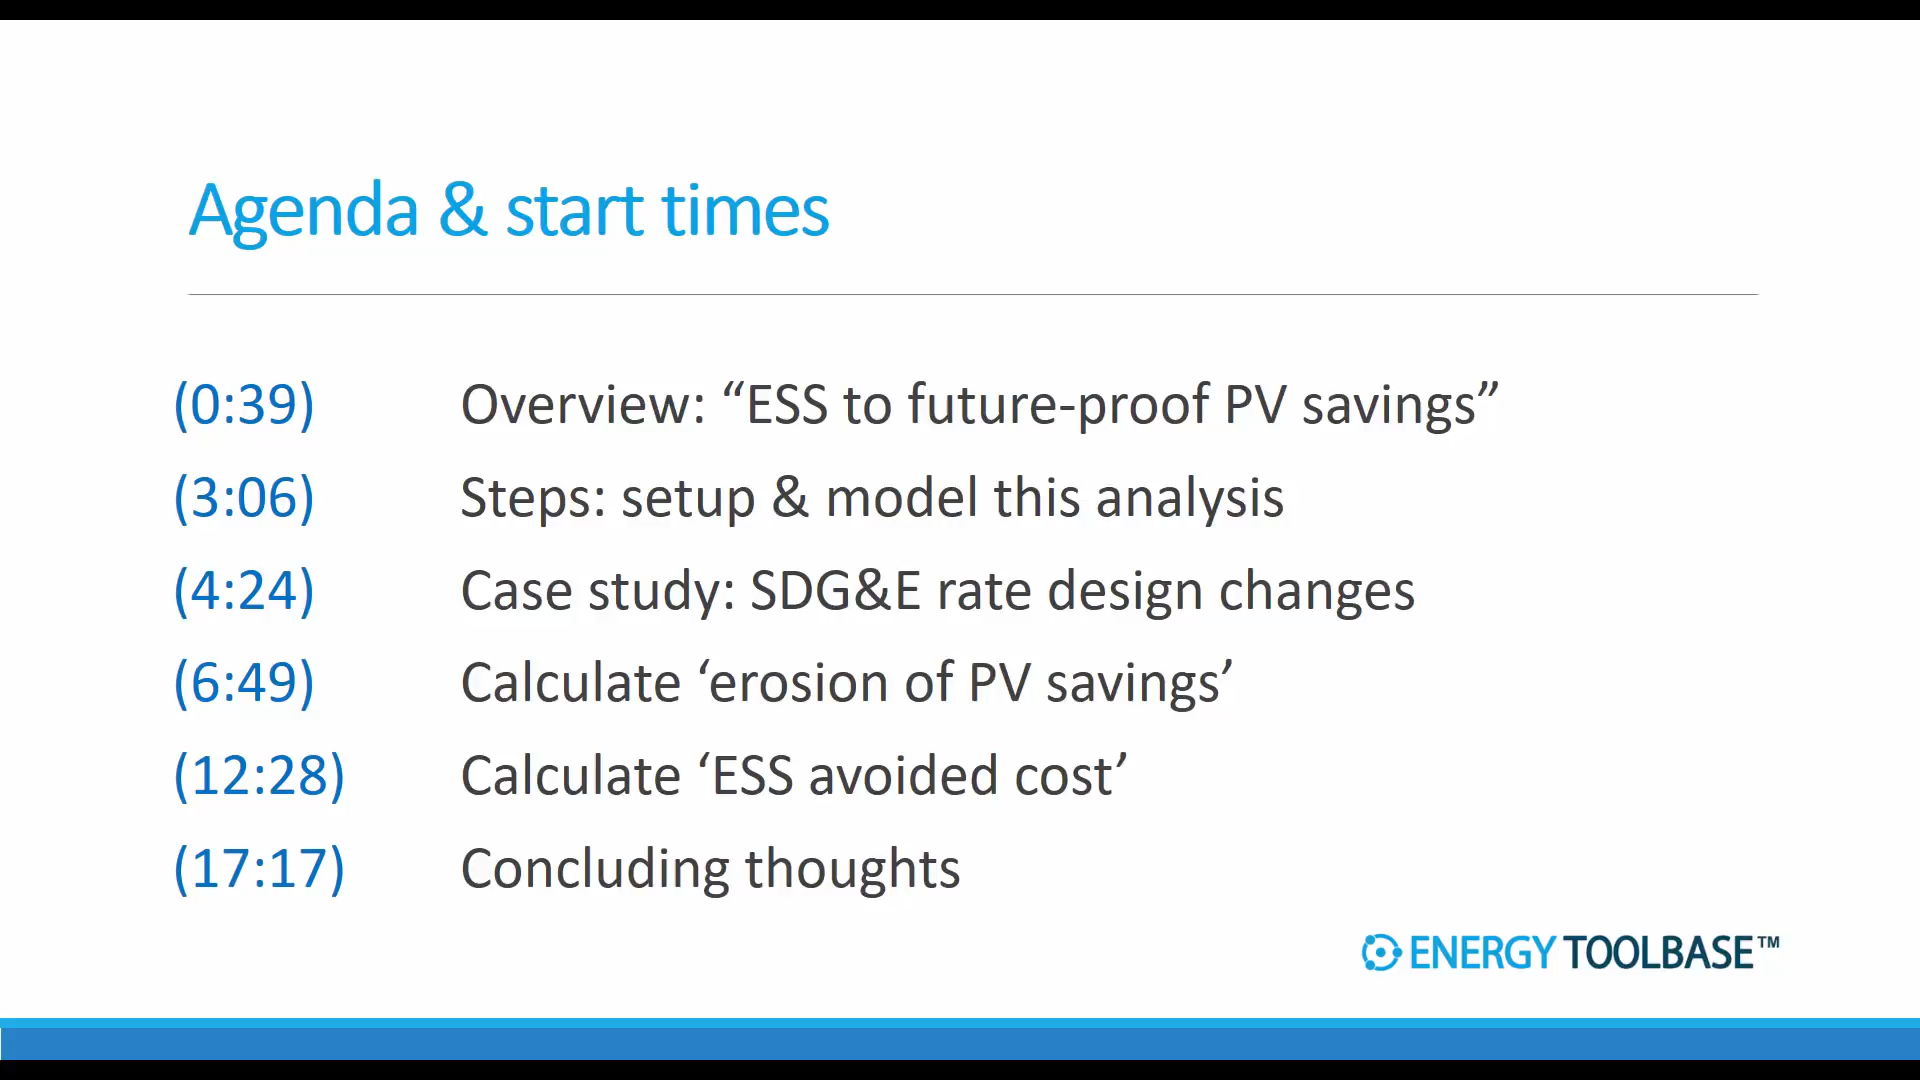 Agenda & start times
(0:39) Overview: “ESS to future-proof PV savings”
(3:06) Steps: setup & model this analysis
(4:24) Case study: SDG&E rate design changes
(6:49) Calculate ‘erosion of PV savings’
(12:28) Calculate ‘ESS avoided cost’
(17:17) Concluding thoughts
ENERGY TOOLBASE™